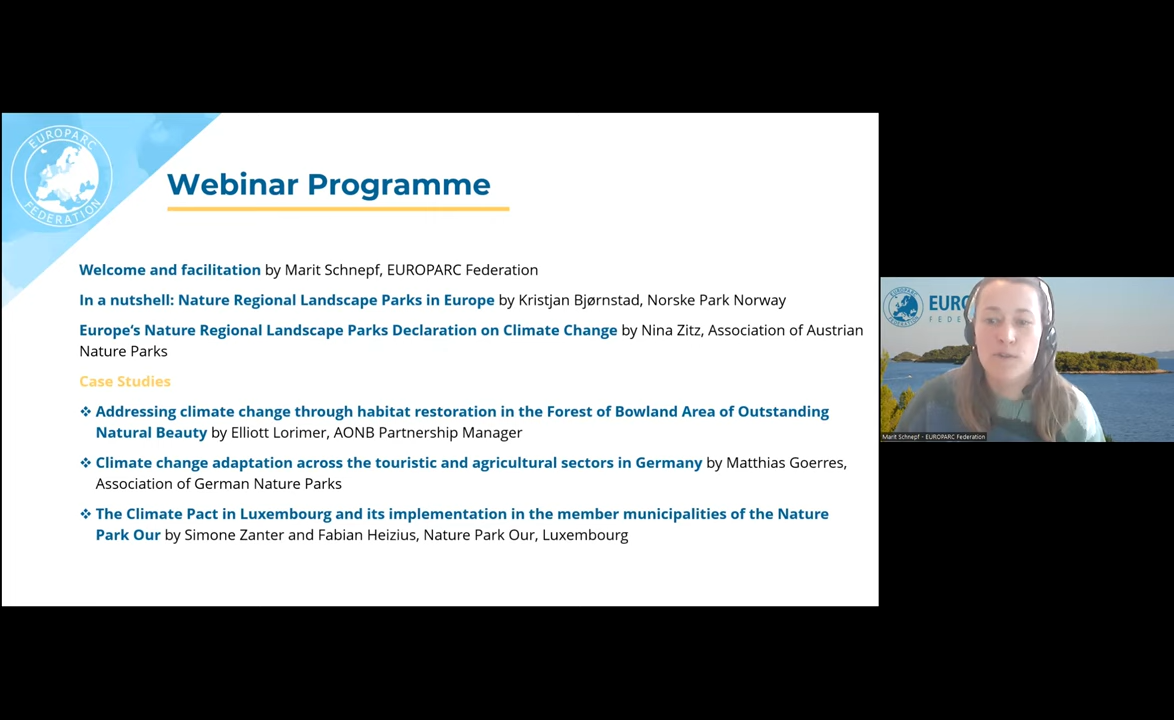 EUROPARC
FEDERATION
Webinar Programme
Welcome and facilitation by Marit Schnepf, EUROPARC Federation
In a nutshell: Nature Regional Landscape Parks in Europe by Kristjan Bjørnstad, Norske Park Norway
Europe’s Nature Regional Landscape Parks Declaration on Climate Change by Nina Zitz, Association of Austrian
Nature Parks
Case Studies
❖ Addressing climate change through habitat restoration in the Forest of Bowland Area of Outstanding
Natural Beauty by Elliott Lorimer, AONB Partnership Manager
❖ Climate change adaptation across the touristic and agricultural sectors in Germany by Matthias Goerres,
Association of German Nature Parks
❖ The Climate Pact in Luxembourg and its implementation in the member municipalities of the Nature
Park Our by Simone Zanter and Fabian Heizius, Nature Park Our, Luxembourg
EURO
FEDE
Marit Schnepf - EUROPARC Federation